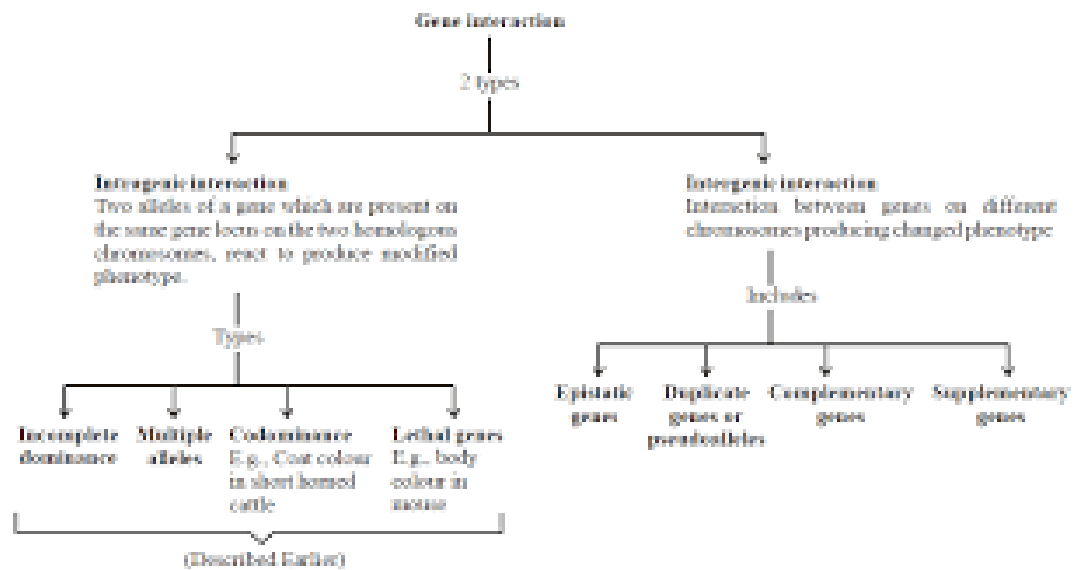 Gene interaction
2 types
Intragenic interaction
Two alleles of a gene which are present on
the same gene locus on the two homologous
chromosomes, react to produce modified
phenotype.
Intergenic interaction
Interaction between genes on different
chromosomes producing changed phenotype
Types
Includes
Incomplete
dominance
Multiple
alleles
Codominance
E.g., Coat colour
in short horned
cattle
Lethal genes
E.g., body
colour in
mouse
Epistatic
genes
Duplicate
genes or
pseudoalleles
Complementary
genes
Supplementary
genes
(Described Earlier)